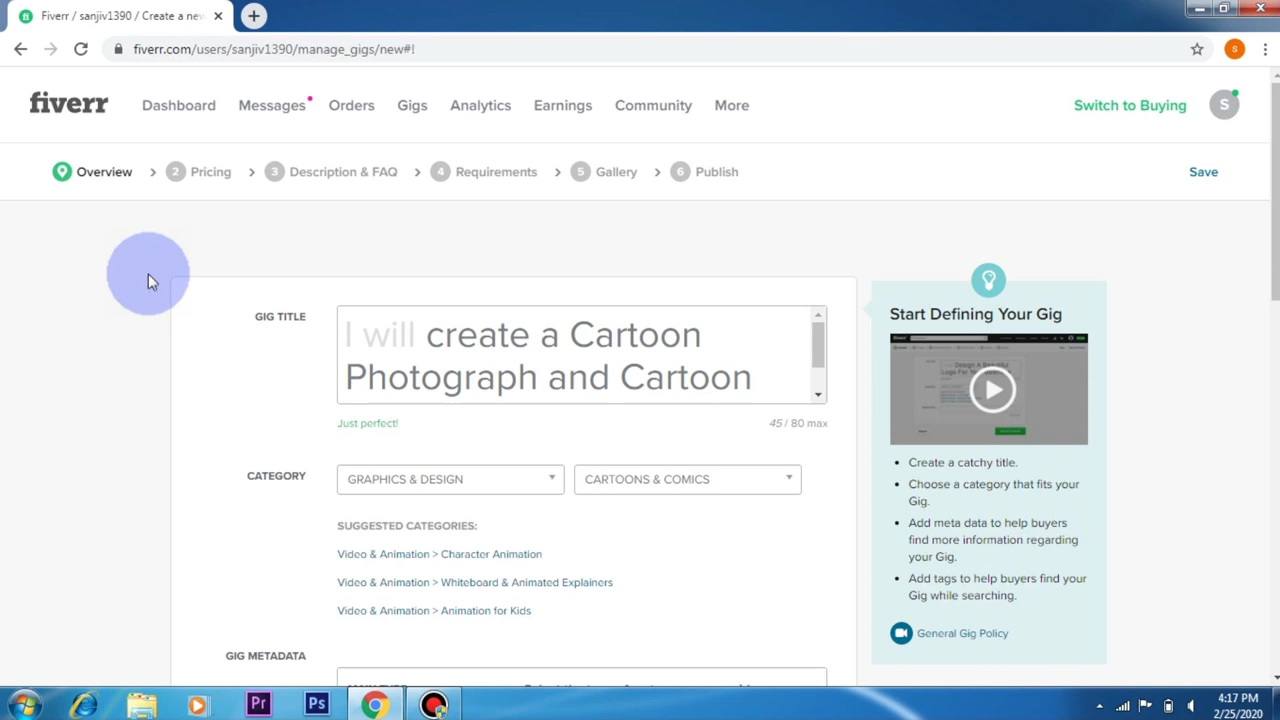 Fiverr / sanjiv1390 / Create a new
fiverr.com/users/sanjiv1390/manage_gigs/new#!
S
fiverr
Dashboard
Messages
Orders
Gigs
Analytics
Earnings
Community
More
Switch to Buying
S
Overview
2 Pricing
3 Description & FAQ
4 Requirements
5 Gallery
6 Publish
Save
GIG TITLE
I will create a Cartoon
Photograph and Cartoon
Just perfect!
45 / 80 max
CATEGORY
GRAPHICS & DESIGN
CARTOONS & COMICS
SUGGESTED CATEGORIES:
Video & Animation > Character Animation
Video & Animation > Whiteboard & Animated Explainers
Video & Animation > Animation for Kids
GIG METADATA
Start Defining Your Gig
Create a catchy title.
Choose a category that fits your
Gig.
Add meta data to help buyers
find more information regarding
your Gig.
Add tags to help buyers find your
Gig while searching.
General Gig Policy
Pr
Ps
4:17 PM
2/25/2020